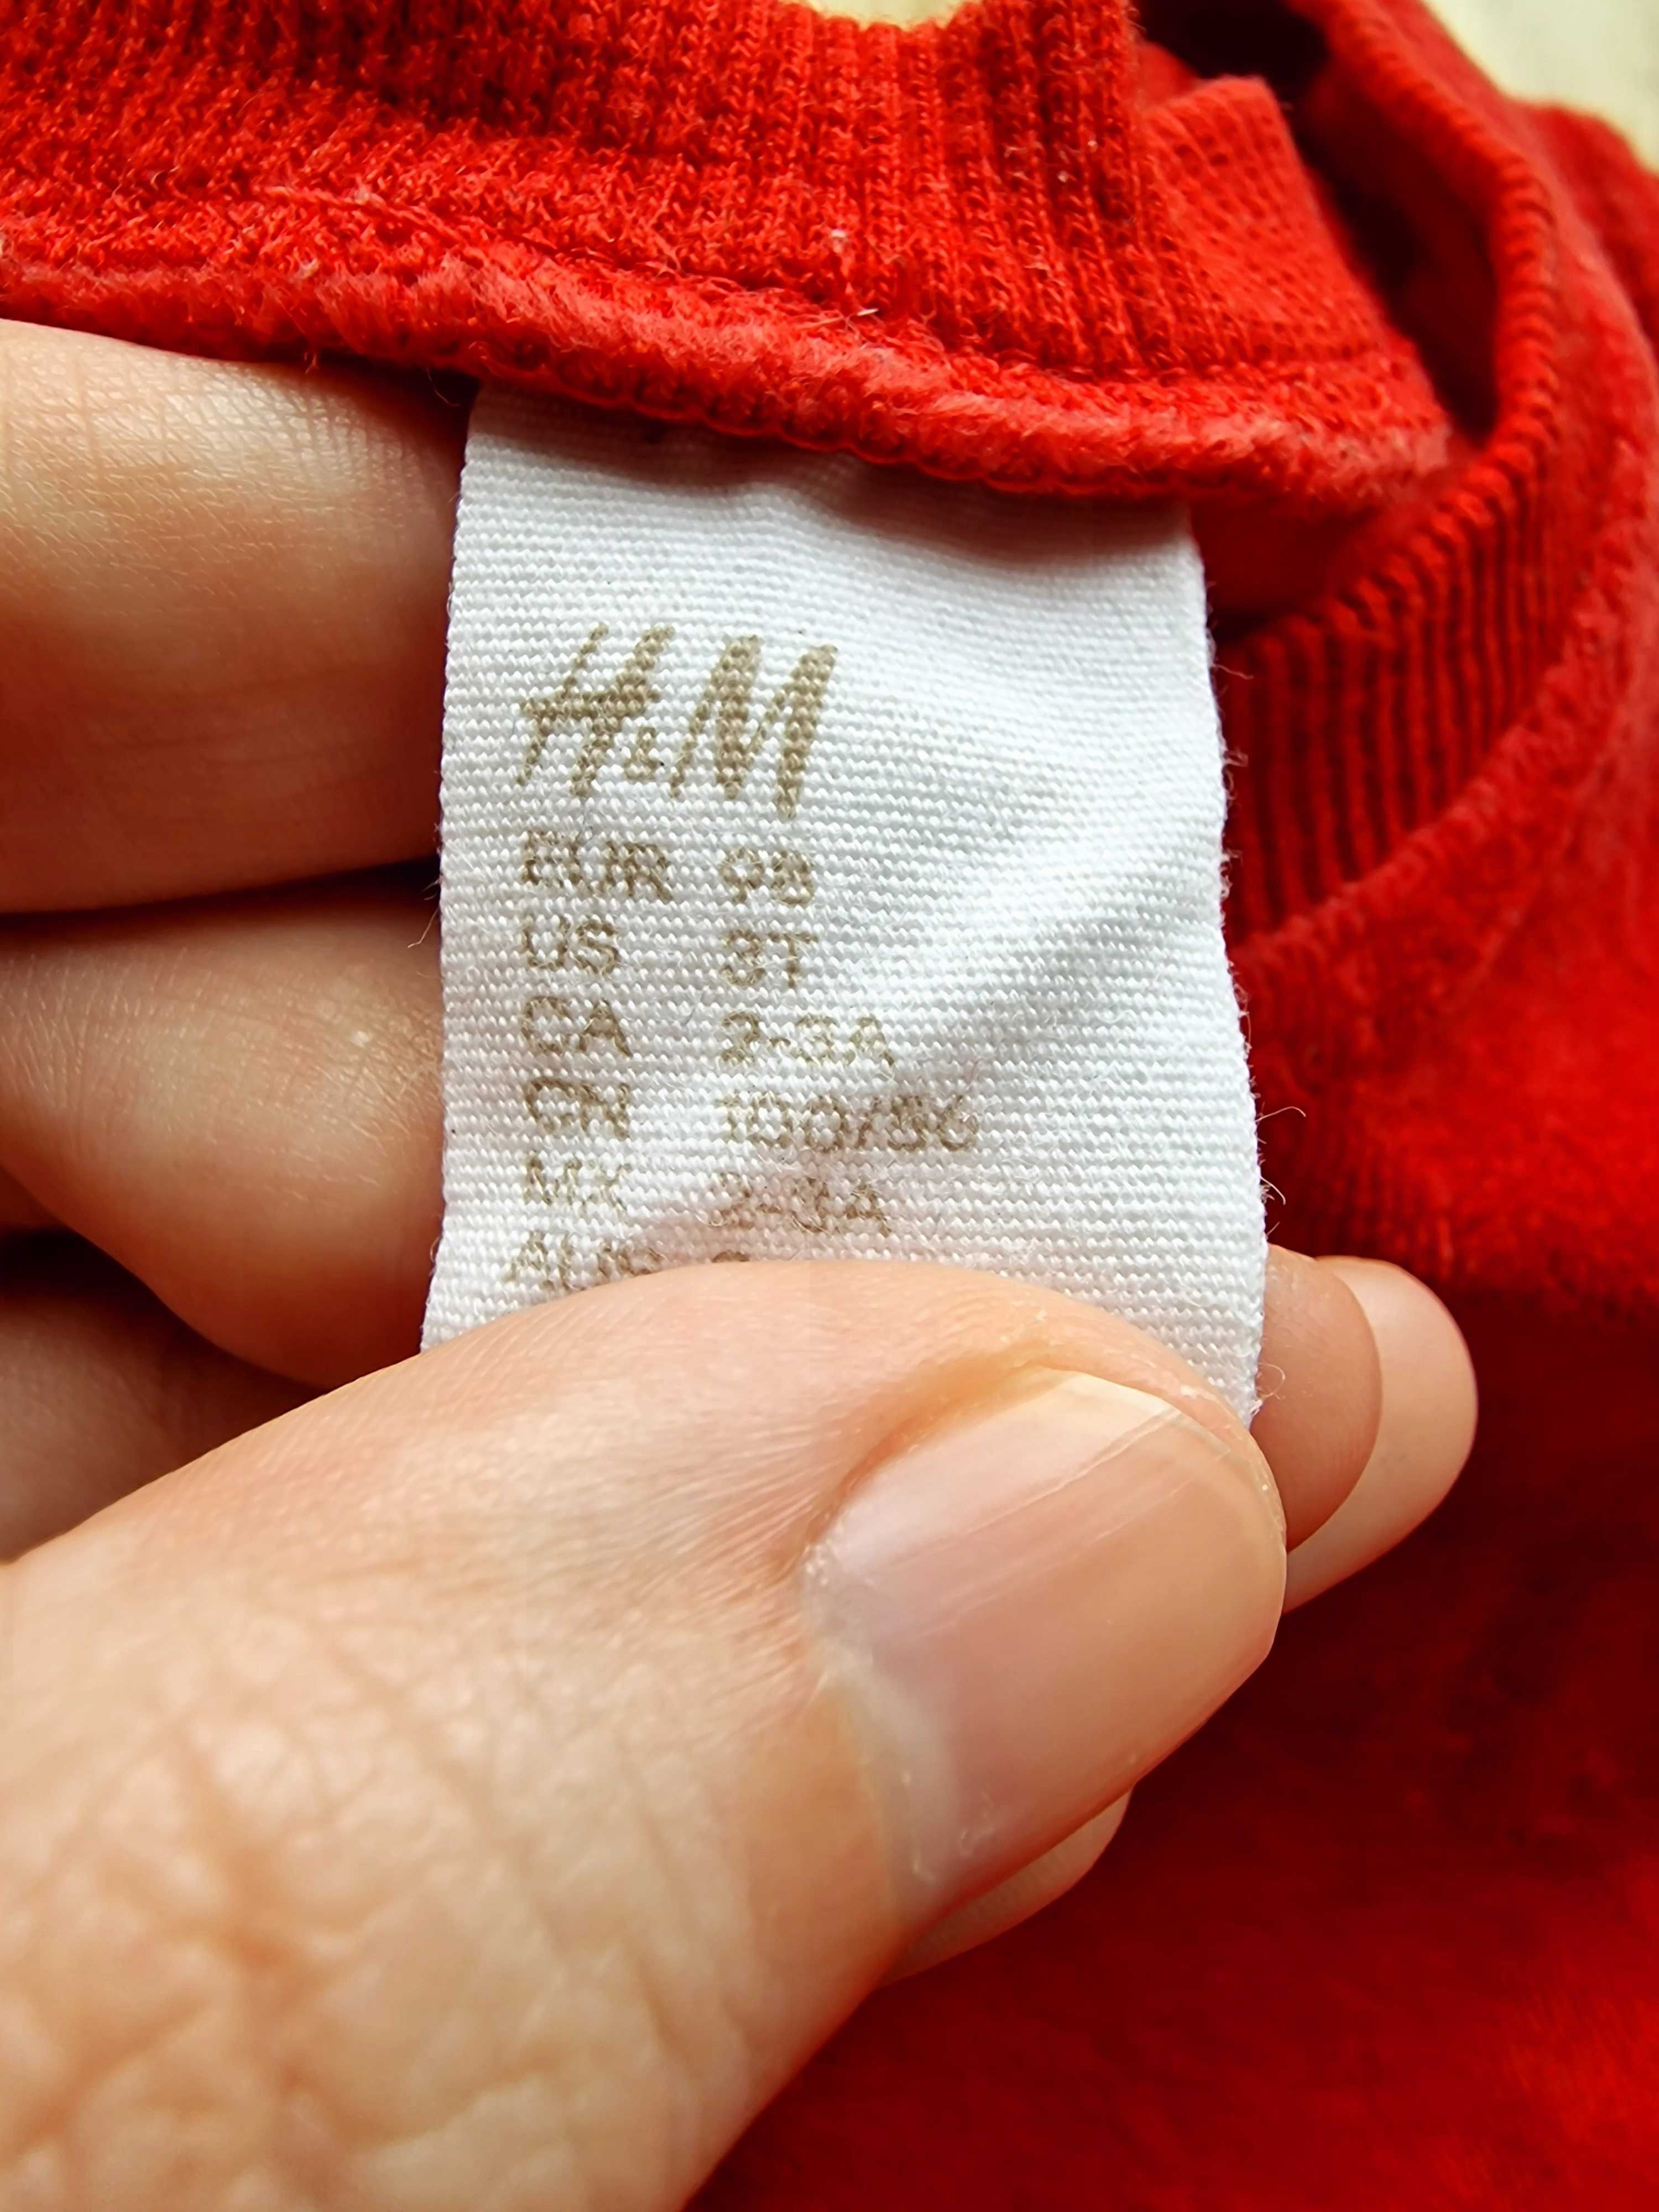 H&M
EUR 98
US 3T
CA 2-3A
CN 100/56
MX 2-3A